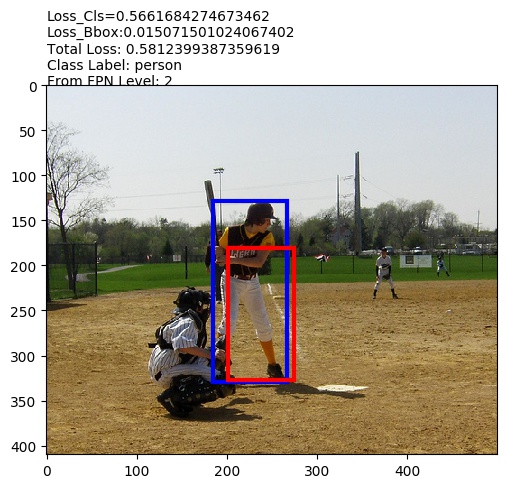 Loss_Cls=0.5661684274673462
Loss_Bbox:0.015071501024067402
Total Loss: 0.5812399387359619
Class Label: person
From FPN Level: 2
0
50
100
150
200
250
300
350
400
0
100
200
300
400